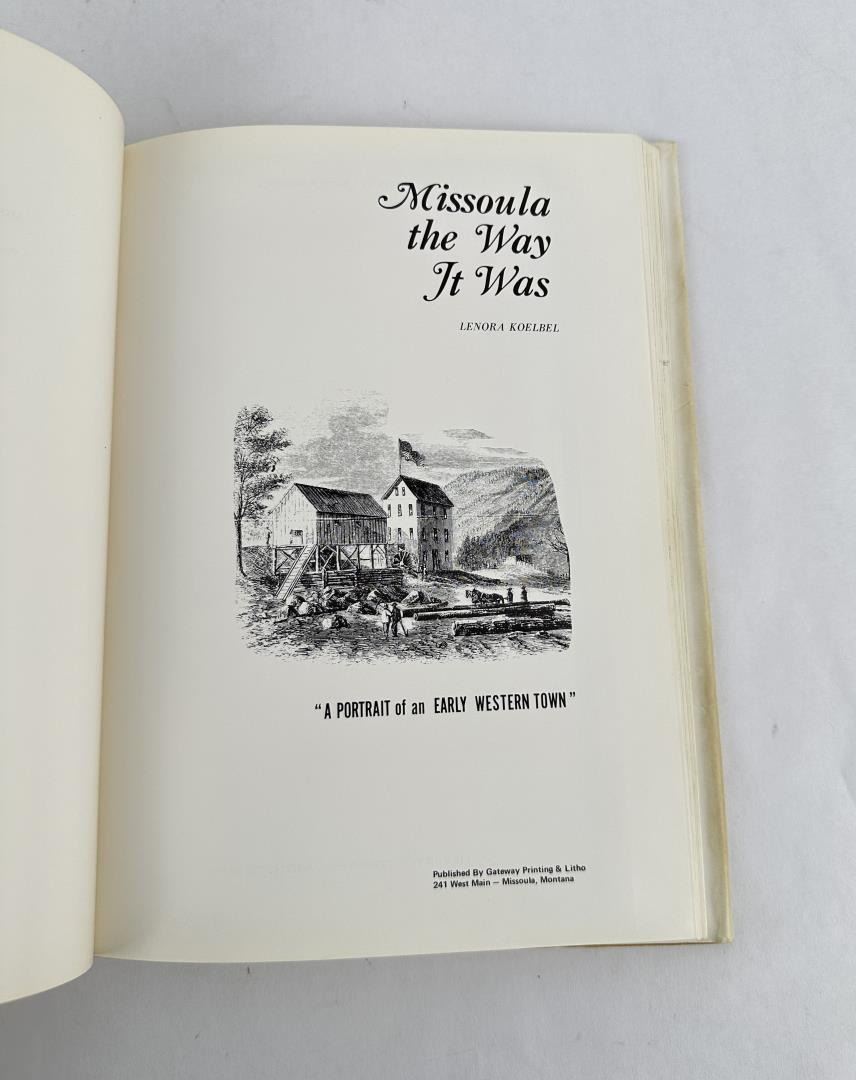 Missoula
the Way
It Was
LENORA KOELBEL
"A PORTRAIT of an EARLY WESTERN TOWN"
Published By Gateway Printing & Litho
241 West Main — Missoula, Montana